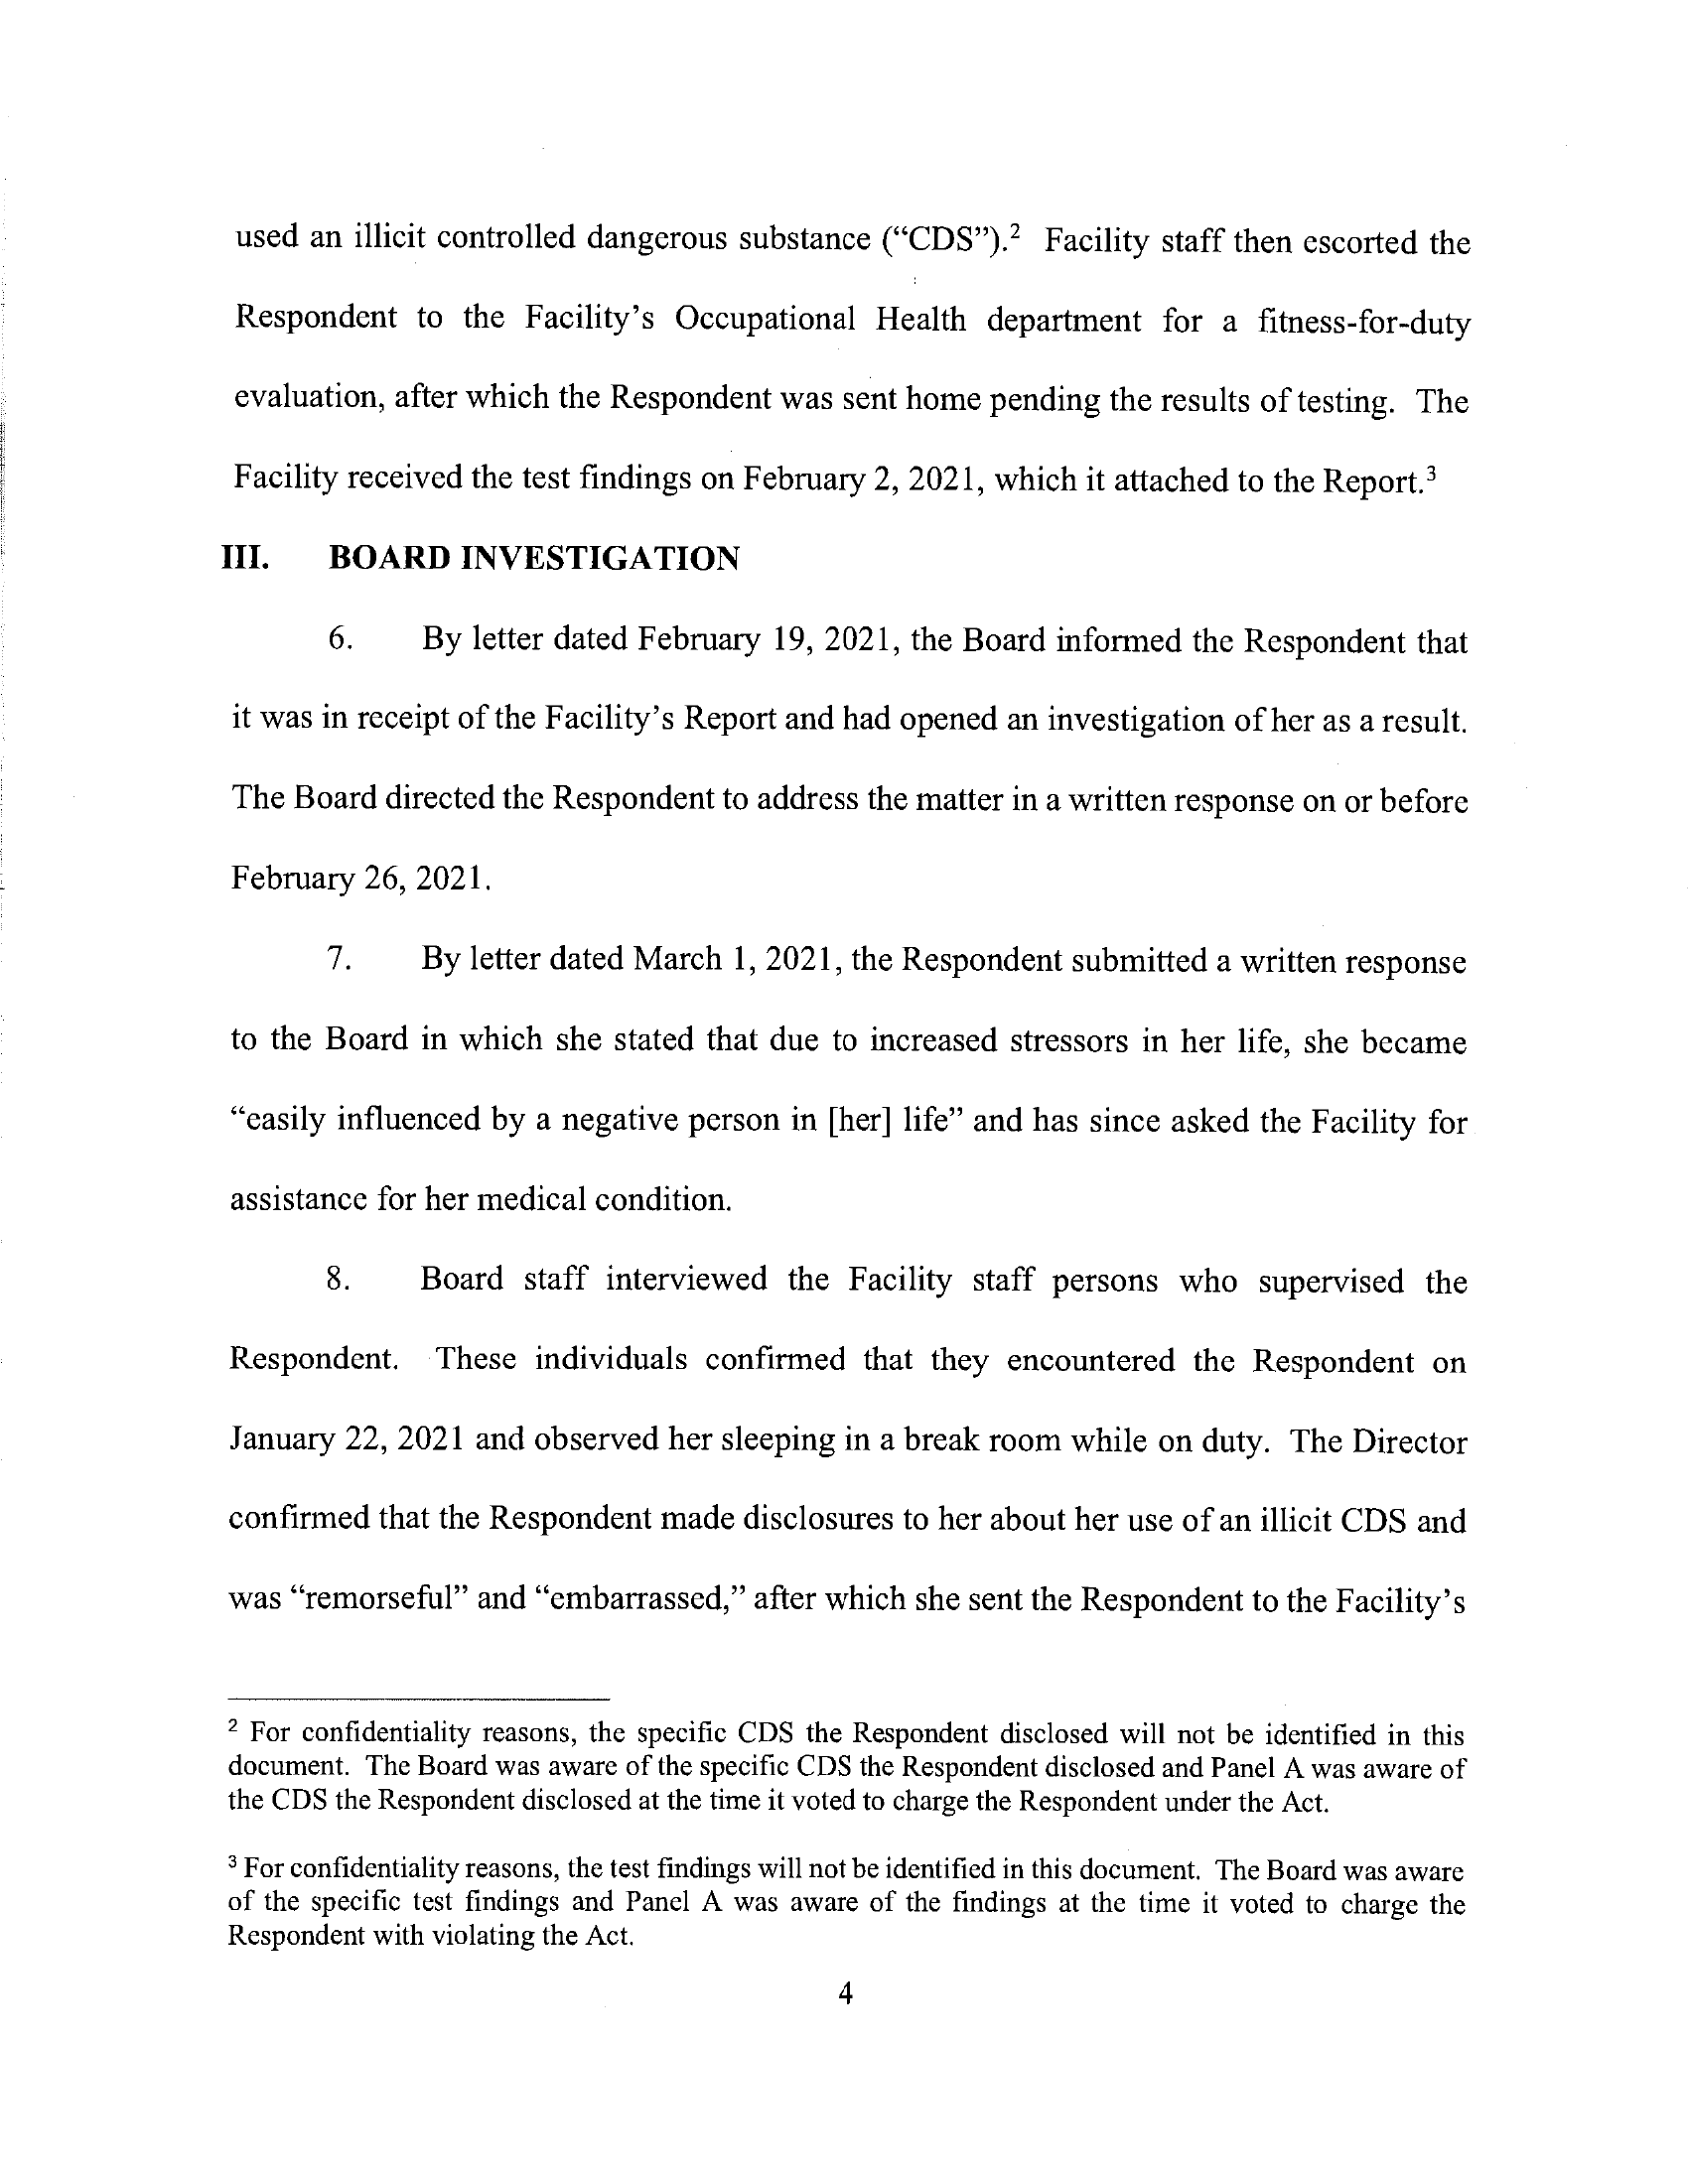 used an illicit controlled dangerous substance (“CDS”).² Facility staff then escorted the
Respondent to the Facility’s Occupational Health department for a fitness-for-duty
evaluation, after which the Respondent was sent home pending the results of testing. The
Facility received the test findings on February 2, 2021, which it attached to the Report.³
III. BOARD INVESTIGATION
6. By letter dated February 19, 2021, the Board informed the Respondent that
it was in receipt of the Facility’s Report and had opened an investigation of her as a result.
The Board directed the Respondent to address the matter in a written response on or before
February 26, 2021.
7. By letter dated March 1, 2021, the Respondent submitted a written response
to the Board in which she stated that due to increased stressors in her life, she became
“easily influenced by a negative person in [her] life” and has since asked the Facility for
assistance for her medical condition.
8. Board staff interviewed the Facility staff persons who supervised the
Respondent. These individuals confirmed that they encountered the Respondent on
January 22, 2021 and observed her sleeping in a break room while on duty. The Director
confirmed that the Respondent made disclosures to her about her use of an illicit CDS and
was “remorseful” and “embarrassed,” after which she sent the Respondent to the Facility’s
² For confidentiality reasons, the specific CDS the Respondent disclosed will not be identified in this
document. The Board was aware of the specific CDS the Respondent disclosed and Panel A was aware of
the CDS the Respondent disclosed at the time it voted to charge the Respondent under the Act.
³ For confidentiality reasons, the test findings will not be identified in this document. The Board was aware
of the specific test findings and Panel A was aware of the findings at the time it voted to charge the
Respondent with violating the Act.
4